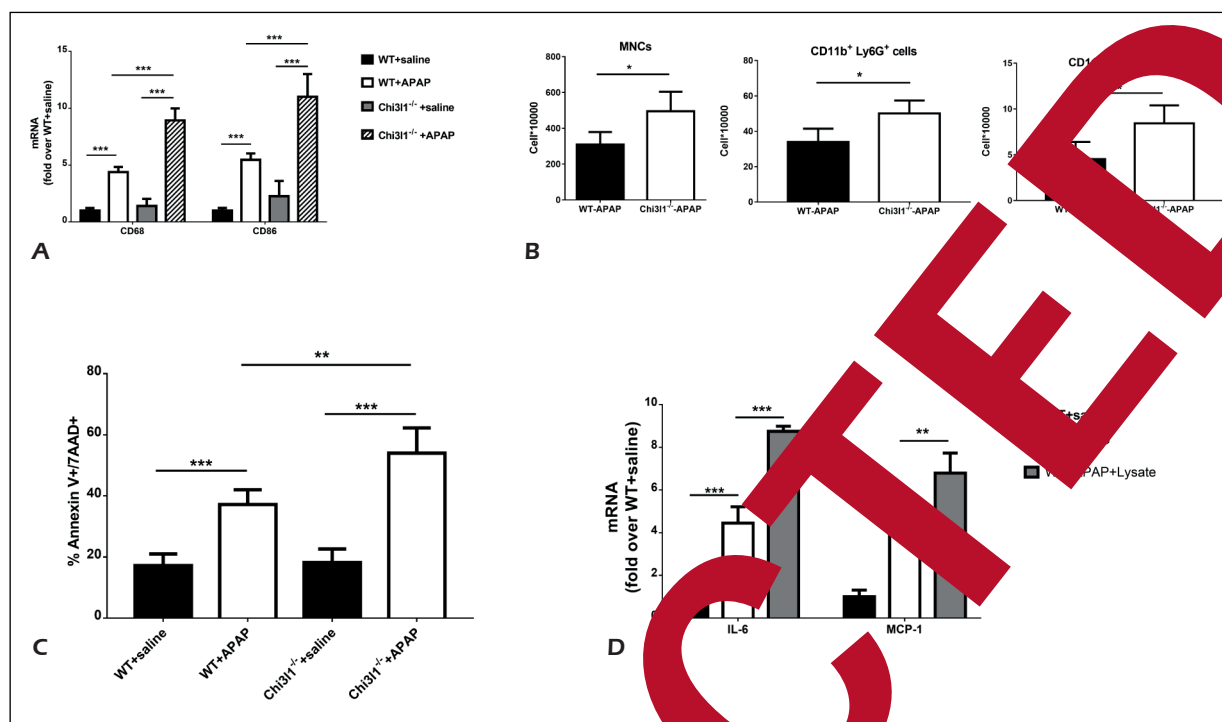 15
10
5
0
mRNA
(fold over WT+saline)
***
***
***
***
***
***
***
CD68
CD86
WT+saline
WT+APAP
Chi3l1-/- +saline
Chi3l1-/- +APAP
A
MNCs
800
600
400
200
0
Cell*10000
*
WT-APAP
Chi3l1-/--APAP
B
CD11b+ Ly6G+ cells
80
60
40
20
0
Cell*10000
*
WT-APAP
Chi3l1-/--APAP
15
10
5
0
Cell*10000
80
60
40
20
0
% Annexin V+/7AAD+
***
**
***
WT+saline
WT+APAP
Chi3l1-/-+saline
Chi3l1-/-+APAP
C
10
8
6
4
2
mRNA
(fold over WT+saline)
***
***
**
IL-6
MCP-1
D
CTED